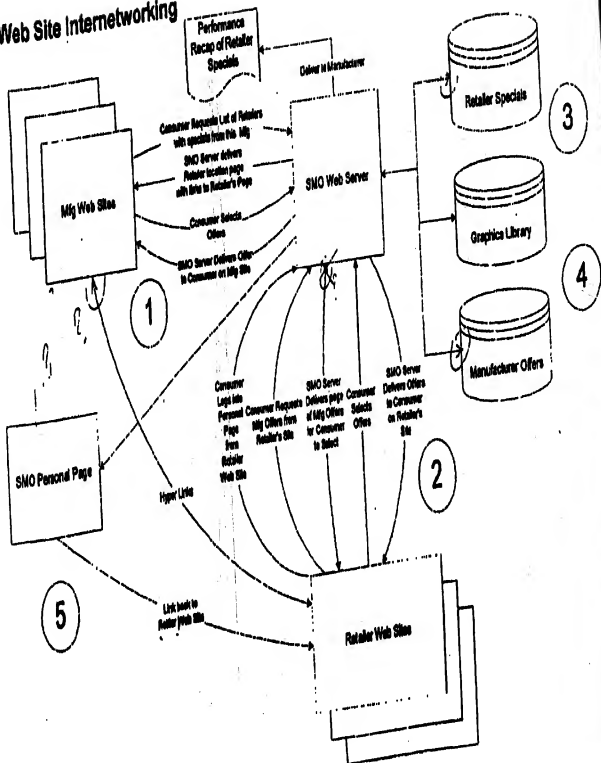 Web Site Internetworking
Performance
Recap of Retailer
Specials
Deliver to Manufacturer
Retailer Specials
3
Consumer Requests List of Retailers
with specials from this Mfg
SMO Server delivers
Retailer location page
with links to Retailer's Page
SMO Web Server
Mfg Web Sites
Consumer Selects
Offers
Graphics Library
SMO Server Delivers Offer
to Consumer on Mfg Site
4
1
Manufacturer Offers
Consumer
Logs into
Personal
Page
from
Retailer
Web Site
Consumer Requests
Mfg Offers from
Retailer's Site
SMO Server
Delivers page
of Mfg Offers
for Consumer
to Select
Consumer
Selects
Offers
SMO Server
Delivers Offers
to Consumer
on Retailer's
Site
SMO Personal Page
Hyper Links
2
5
Link back to
Web Site
Retailer Web Sites